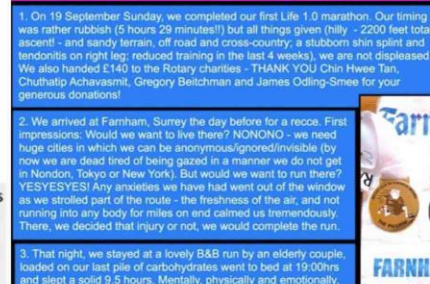 1. On 19 September Sunday, we completed our first Life 1.0 marathon. Our timing
was rather rubbish (5 hours 29 minutes!!) but all things given (hilly - 2200 feet total
ascent! - and sandy terrain, off road and cross-country; a stubborn shin splint and
tendonitis on right leg; reduced training in the last 4 weeks), we are not displeased
We also handed £140 to the Rotary charities - THANK YOU Chin Hwee Tan,
Chuthatip Achavasmit, Gregory Beitchman and James Odling-Smee for your
generous donations!
2. We arrived at Farnham, Surrey the day before for a recce. First
impressions: Would we want to live there? NONONO - we need
huge cities in which we can be anonymous/ignored/invisible (by
now we are dead tired of being gazed in a manner we do not get
in Nondon, Tokyo or New York). But would we want to run there?
YESYESYES! Any anxieties we have had went out of the window
as we strolled part of the route - the freshness of the air, and not
running into any body for miles on end calmed us tremendously.
There, we decided that injury or not, we would complete the run.
3. That night, we stayed at a lovely B&B run by an elderly couple,
loaded on our last pile of carbohydrates went to bed at 19:00hrs
and slept a solid 9.5 hours. Mentally, physically and emotionally,
Farn
FARNH